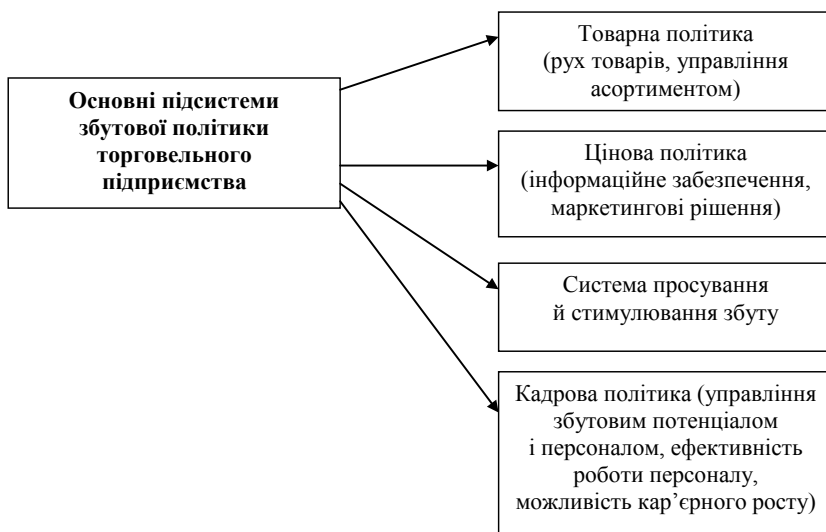 Основні підсистеми
збутової політики
торговельного
підприємства
Товарна політика
(рух товарів, управління
асортиментом)
Цінова політика
(інформаційне забезпечення,
маркетингові рішення)
Система просування
й стимулювання збуту
Кадрова політика (управління
збутовим потенціалом
і персоналом, ефективність
роботи персоналу,
можливість кар’єрного росту)